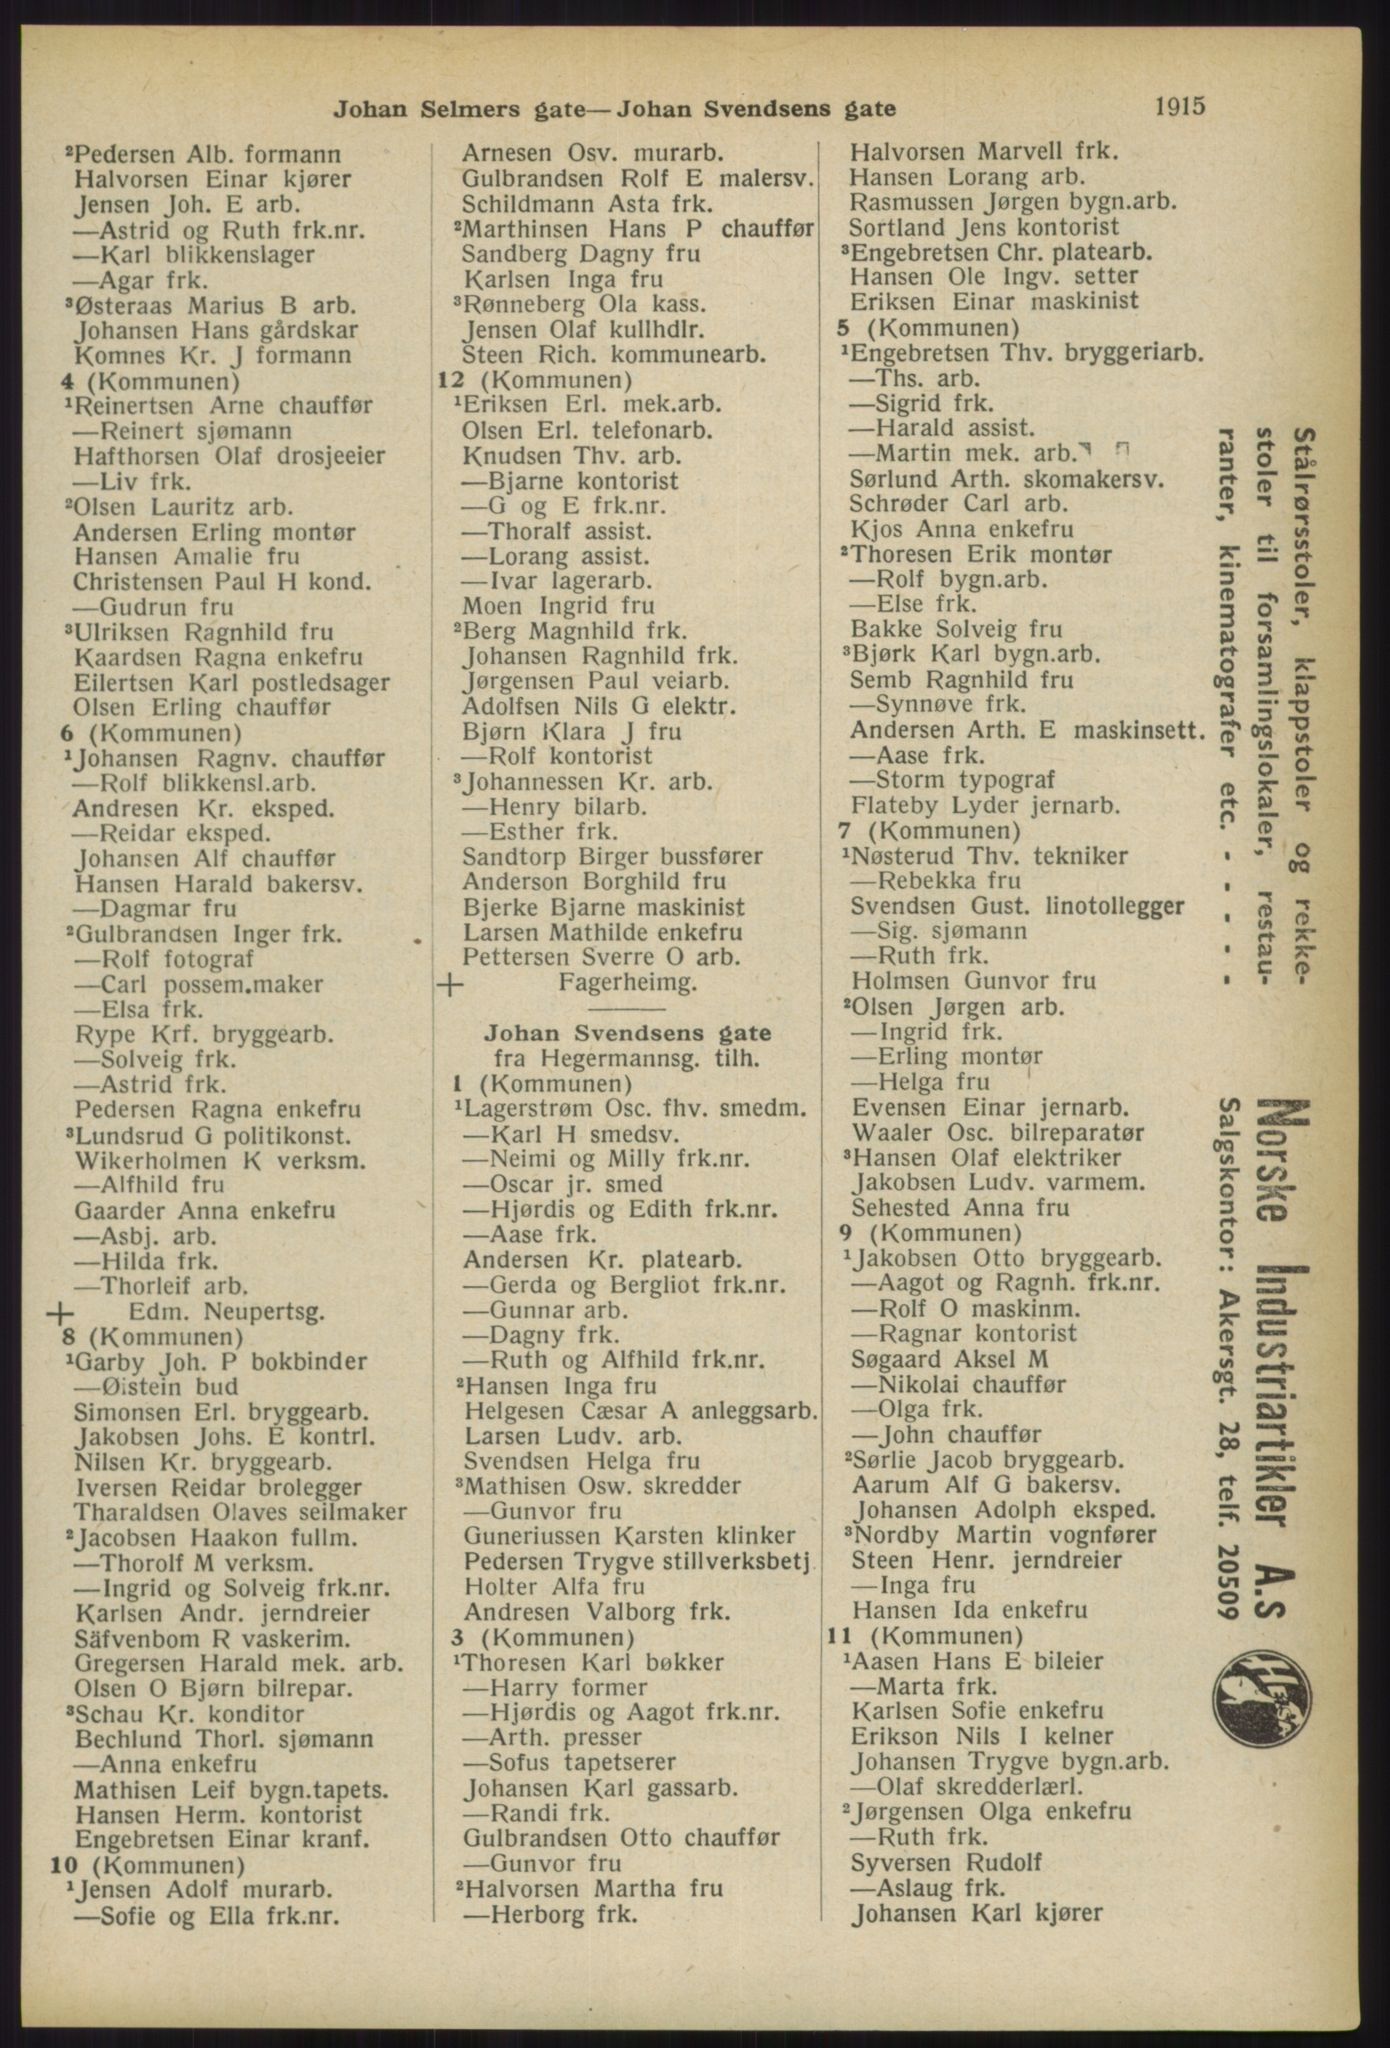 Johan Selmers gate—Johan Svendsens gate 1915
²Pedersen Alb. formann
Halvorsen Einar kjører
Jensen Joh. E arb.
—Astrid og Ruth frk.nr.
—Karl blikkenslager
—Agar frk.
³Østeraas Marius B arb.
Johansen Hans gårdskar
Komnes Kr. J formann
4 (Kommunen)
¹Reinertsen Arne chauffør
—Reinert sjømann
Hafthorsen Olaf drosjeeier
—Liv frk.
²Olsen Lauritz arb.
Andersen Erling montør
Hansen Amalie fru
Christensen Paul H kond.
—Gudrun fru
³Ulriksen Ragnhild fru
Kaardsen Ragna enkefru
Eilertsen Karl postledsager
Olsen Erling chauffør
6 (Kommunen)
¹Johansen Ragnv. chauffør
—Rolf blikkensl.arb.
Andresen Kr. eksped.
—Reidar eksped.
Johansen Alf chauffør
Hansen Harald bakersv.
—Dagmar fru
²Gulbrandsen Inger frk.
—Rolf fotograf
—Carl possem.maker
—Elsa frk.
Rype Krf. bryggearb.
—Solveig frk.
—Astrid frk.
Pedersen Ragna enkefru
³Lundsrud G politikonst.
Wikerholmen K verksm.
—Alfhild fru
Gaarder Anna enkefru
—Asbj. arb.
—Hilda frk.
—Thorleif arb.
+ Edm. Neupertsg.
8 (Kommunen)
¹Garby Joh. P bokbinder
—Øistein bud
Simonsen Erl. bryggearb.
Jakobsen Johs. E kontrl.
Nilsen Kr. bryggearb.
Iversen Reidar brolegger
Tharaldsen Olaves seilmaker
²Jacobsen Haakon fullm.
—Thorolf M verksm.
—Ingrid og Solveig frk.nr.
Karlsen Andr. jerndreier
Säfvenbom R vaskerim.
Gregersen Harald mek. arb.
Olsen O Bjørn bilrepar.
³Schau Kr. konditor
Bechlund Thorl. sjømann
—Anna enkefru
Mathisen Leif bygn.tapets.
Hansen Herm. kontorist
Engebretsen Einar kranf.
10 (Kommunen)
¹Jensen Adolf murarb.
—Sofie og Ella frk.nr.
Arnesen Osv. murarb.
Gulbrandsen Rolf E malersv.
Schildmann Asta frk.
²Marthinsen Hans P chauffør
Sandberg Dagny fru
Karlsen Inga fru
³Rønneberg Ola kass.
Jensen Olaf kullhdlr.
Steen Rich. kommunearb.
12 (Kommunen)
¹Eriksen Erl. mek.arb.
Olsen Erl. telefonarb.
Knudsen Thv. arb.
—Bjarne kontorist
—G og E frk.nr.
—Thoralf assist.
—Lorang assist.
—Ivar lagerarb.
Moen Ingrid fru
²Berg Magnhild frk.
Johansen Ragnhild frk.
Jørgensen Paul veiarb.
Adolfsen Nils G elektr.
Bjørn Klara J fru
—Rolf kontorist
³Johannessen Kr. arb.
—Henry bilarb.
—Esther frk.
Sandtorp Birger bussfører
Anderson Borghild fru
Bjerke Bjarne maskinist
Larsen Mathilde enkefru
Pettersen Sverre O arb.
+ Fagerheimg.
Johan Svendsens gate
fra Hegermannsg. tilh.
1 (Kommunen)
¹Lagerstrøm Osc. fhv. smedm.
—Karl H smedsv.
—Neimi og Milly frk.nr.
—Oscar jr. smed
—Hjørdis og Edith frk.nr.
—Aase frk.
Andersen Kr. platearb.
—Gerda og Bergliot frk.nr.
—Gunnar arb.
—Dagny frk.
—Ruth og Alfhild frk.nr.
²Hansen Inga fru
Helgesen Cæsar A anleggsarb.
Larsen Ludv. arb.
Svendsen Helga fru
³Mathisen Osw. skredder
—Gunvor fru
Guneriussen Karsten klinker
Pedersen Trygve stillverksbetj
Holter Alfa fru
Andresen Valborg frk.
3 (Kommunen)
¹Thoresen Karl bøkker
—Harry former
—Hjørdis og Aagot frk.nr.
—Arth. presser
—Sofus tapetserer
Johansen Karl gassarb.
—Randi frk.
Gulbrandsen Otto chauffør
—Gunvor fru
²Halvorsen Martha fru
—Herborg frk.
Halvorsen Marvell frk.
Hansen Lorang arb.
Rasmussen Jørgen bygn.arb.
Sortland Jens kontorist
³Engebretsen Chr. platearb.
Hansen Ole Ingv. setter
Eriksen Einar maskinist
5 (Kommunen)
¹Engebretsen Thv. bryggeriarb.
—Ths. arb.
—Sigrid frk.
—Harald assist.
—Martin mek. arb.
Sørlund Arth. skomakersv.
Schrøder Carl arb.
Kjos Anna enkefru
²Thoresen Erik montør
—Rolf bygn.arb.
—Else frk.
Bakke Solveig fru
³Bjørk Karl bygn.arb.
Semb Ragnhild fru
—Synnøve frk.
Andersen Arth. E maskinsett.
—Aase frk.
—Storm typograf
Flateby Lyder jernarb.
7 (Kommunen)
¹Nøsterud Thv. tekniker
—Rebekka fru
Svendsen Gust. linotollegger
—Sig. sjømann
—Ruth frk.
Holmsen Gunvor fru
²Olsen Jørgen arb.
—Ingrid frk.
—Erling montør
—Helga fru
Evensen Einar jernarb.
Waaler Osc. bilreparatør
³Hansen Olaf elektriker
Jakobsen Ludv. varmem.
Sehested Anna fru
9 (Kommunen)
¹Jakobsen Otto bryggearb.
—Aagot og Ragnh. frk.nr.
—Rolf O maskinm.
—Ragnar kontorist
Søgaard Aksel M
—Nikolai chauffør
—Olga frk.
—John chauffør
²Sørlie Jacob bryggearb.
Aarum Alf G bakersv.
Johansen Adolph eksped.
³Nordby Martin vognfører
Steen Henr. jerndreier
—Inga fru
Hansen Ida enkefru
11 (Kommunen)
¹Aasen Hans E bileier
—Marta frk.
Karlsen Sofie enkefru
Erikson Nils I kelner
Johansen Trygve bygn.arb.
—Olaf skredderlærl.
²Jørgensen Olga enkefru
—Ruth frk.
Syversen Rudolf
—Aslaug frk.
Johansen Karl kjører
Stålrørsstoler, klappstoler og rekke-
stoler til forsamlingslokaler, restau-
ranter, kinematografer etc. - - - -
Norske Industriartikler A.S
Salgskontor: Akersgt. 28, telf. 20509